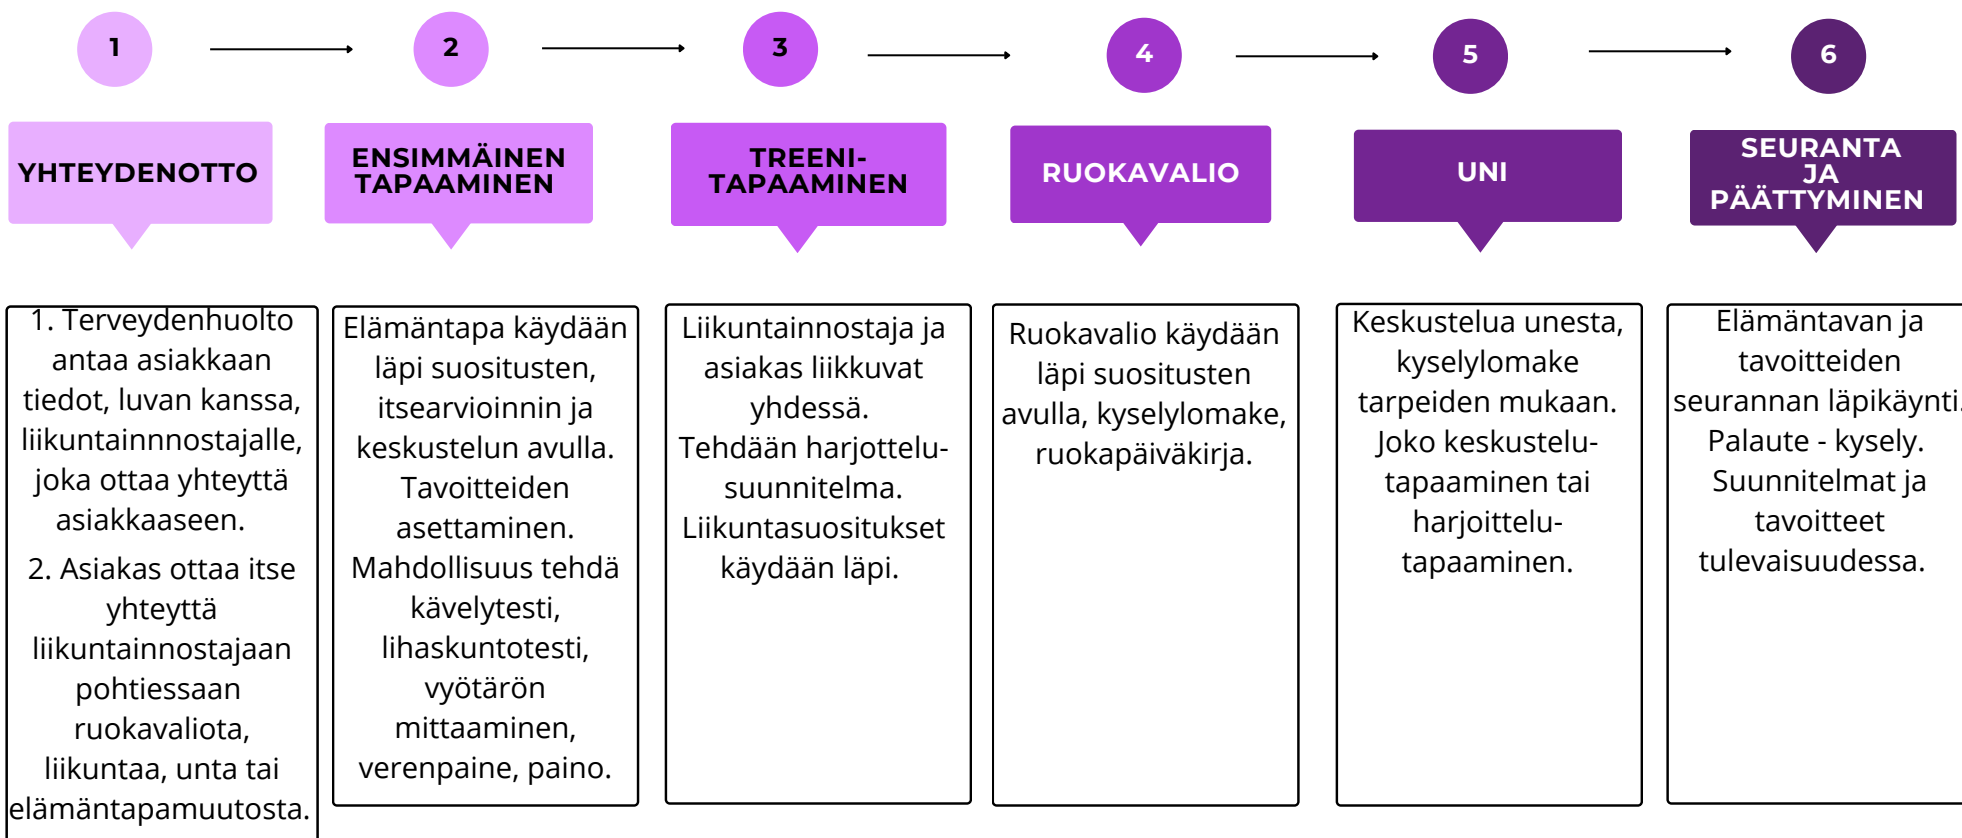 1
2
3
4
5
6
YHTEYDENOTTO
ENSIMMÄINEN
TAPAAMINEN
TREENI-
TAPAAMINEN
RUOKAVALIO
UNI
SEURANTA
JA
PÄÄTTYMINEN
1. Terveydenhuolto
antaa asiakkaan
tiedot, luvan kanssa,
liikuntainnnostajalle,
joka ottaa yhteyttä
asiakkaaseen.
2. Asiakas ottaa itse
yhteyttä
liikuntainnostajaan
pohtiessaan
ruokavaliota,
liikuntaa, unta tai
elämäntapamuutosta.
Elämäntapa käydään
läpi suositusten,
itsearvioinnin ja
keskustelun avulla.
Tavoitteiden
asettaminen.
Mahdollisuus tehdä
kävelytesti,
lihaskuntotesti,
vyötärön
mittaaminen,
verenpaine, paino.
Liikuntainnostaja ja
asiakas liikkuvat
yhdessä.
Tehdään harjottelu-
suunnitelma.
Liikuntasuositukset
käydään läpi.
Ruokavalio käydään
läpi suositusten
avulla, kyselylomake,
ruokapäiväkirja.
Keskustelua unesta,
kyselylomake
tarpeiden mukaan.
Joko keskustelu-
tapaaminen tai
harjoittelu-
tapaaminen.
Elämäntavan ja
tavoitteiden
seurannan läpikäynti.
Palaute - kysely.
Suunnitelmat ja
tavoitteet
tulevaisuudessa.